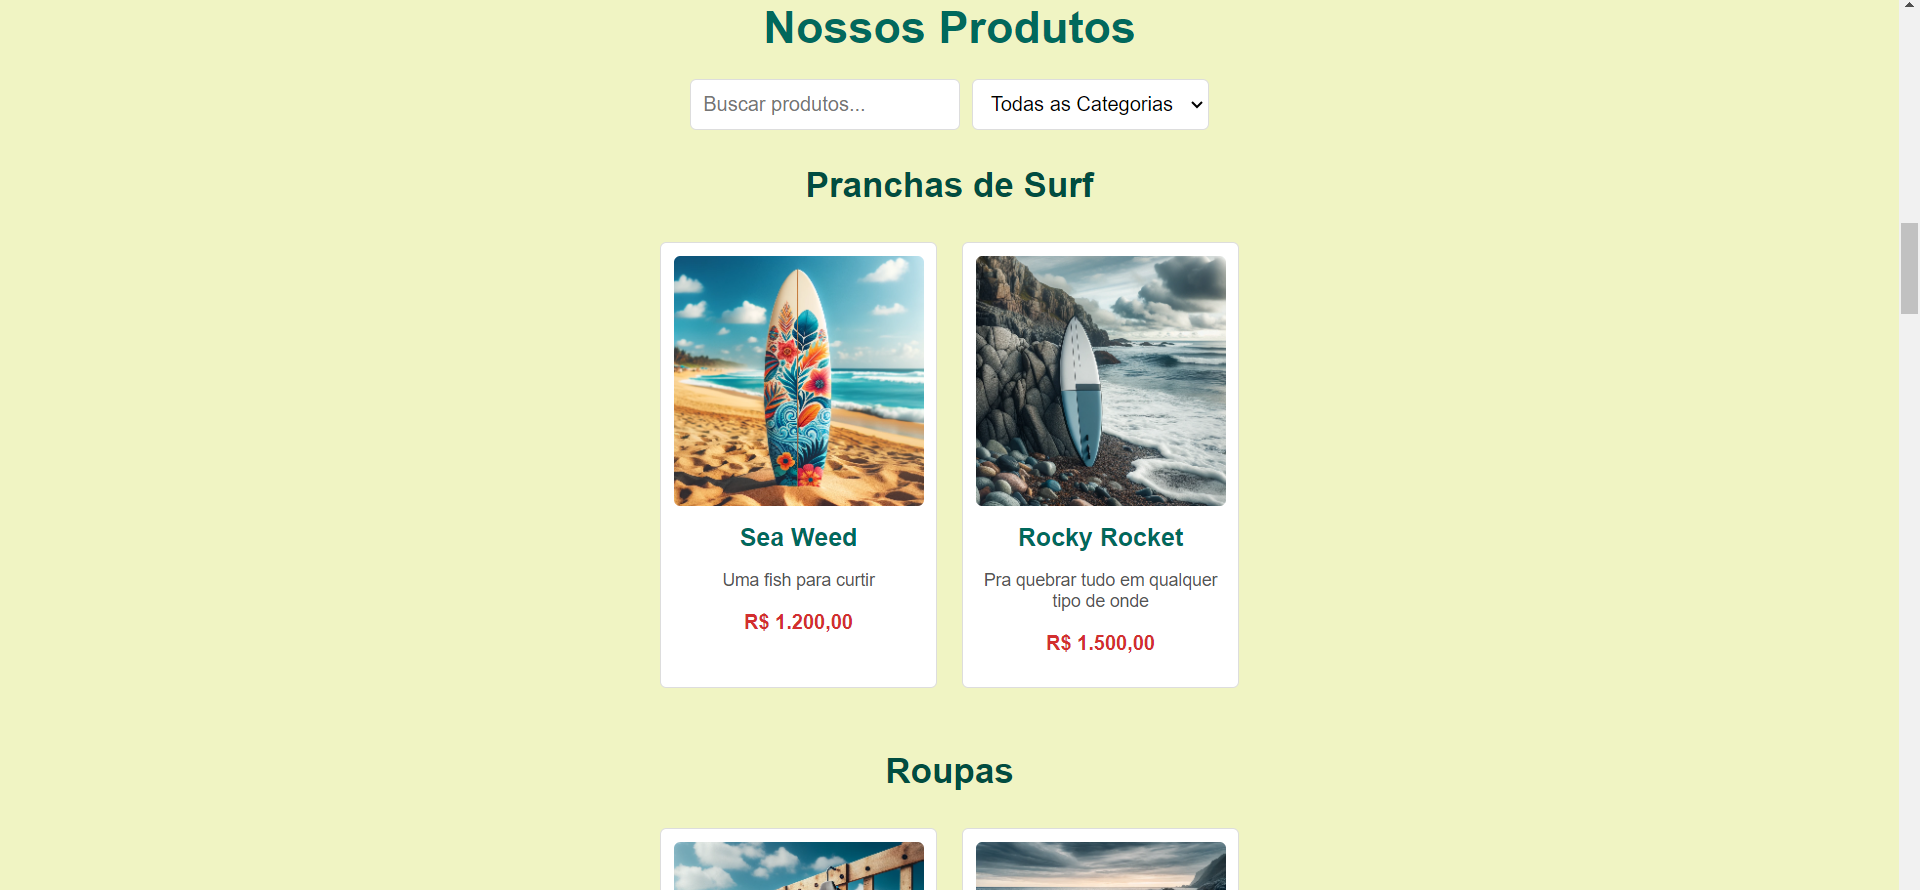 Nossos Produtos
Buscar produtos...
Todas as Categorias
Pranchas de Surf
Sea Weed
Uma fish para curtir
R$ 1.200,00
Rocky Rocket
Pra quebrar tudo em qualquer
tipo de onde
R$ 1.500,00
Roupas